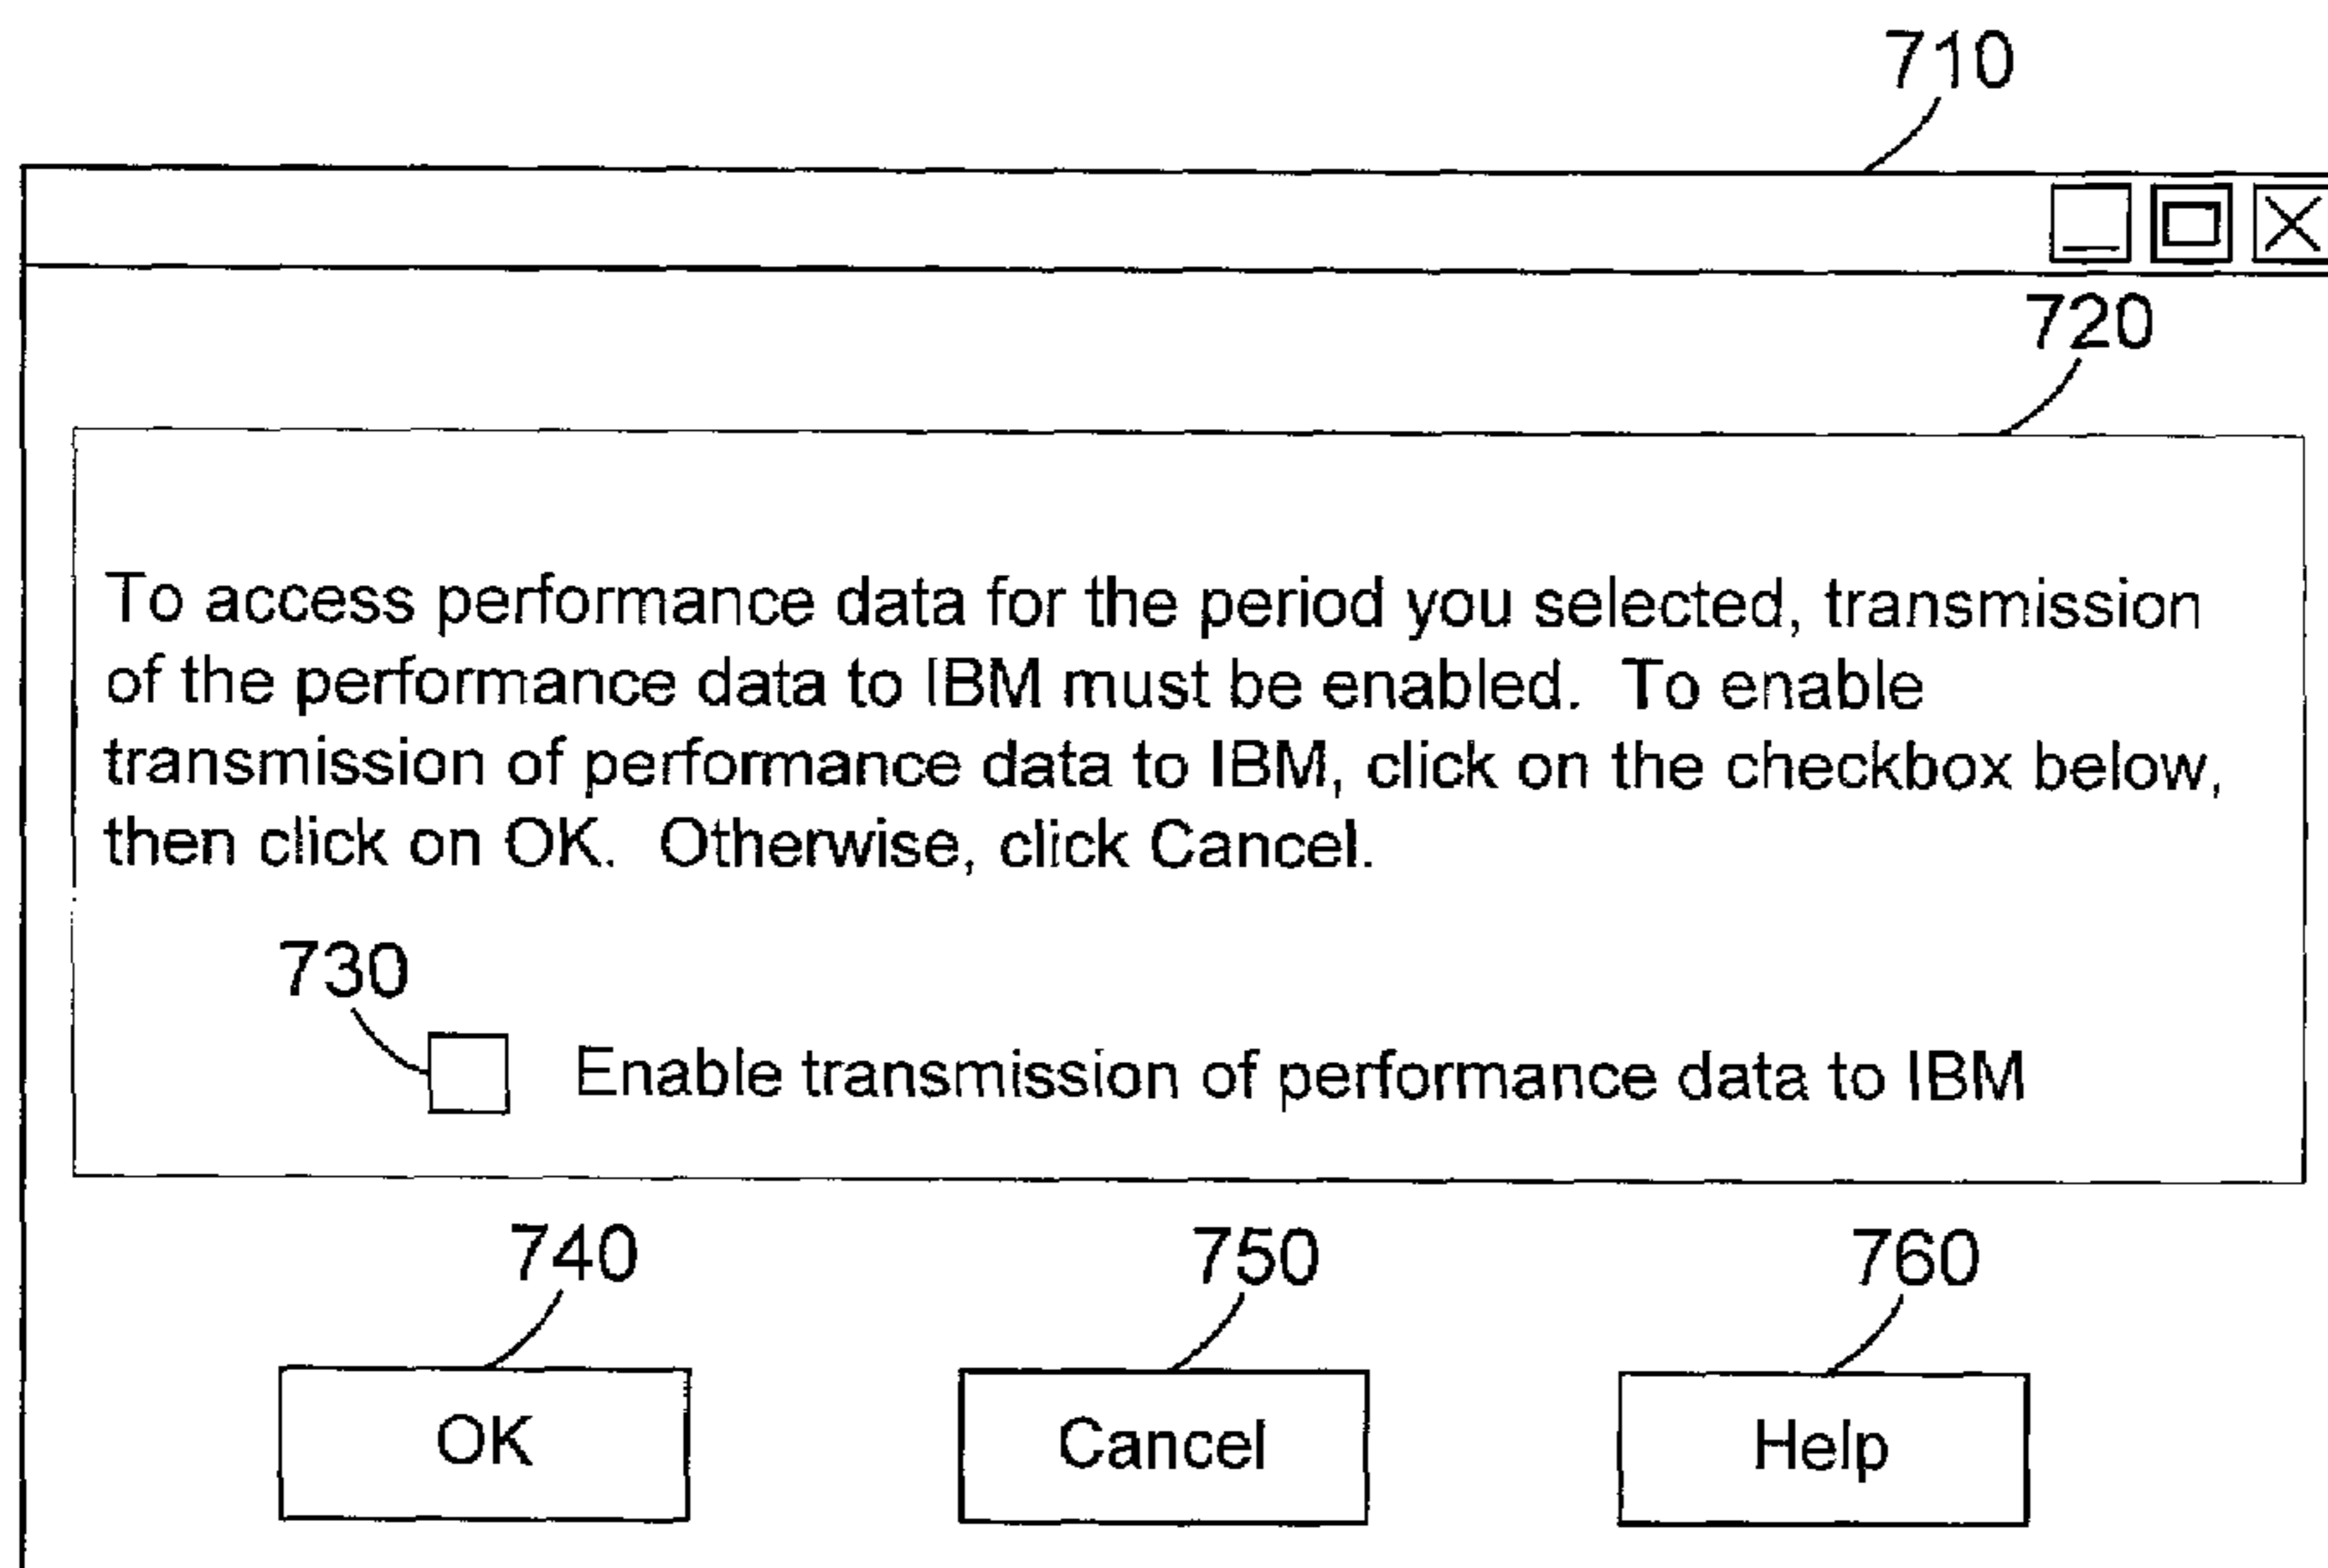 710
720
To access performance data for the period you selected, transmission
of the performance data to IBM must be enabled.  To enable
transmission of performance data to IBM, click on the checkbox below,
then click on OK.  Otherwise, click Cancel.
730
Enable transmission of performance data to IBM
740
750
760
OK
Cancel
Help